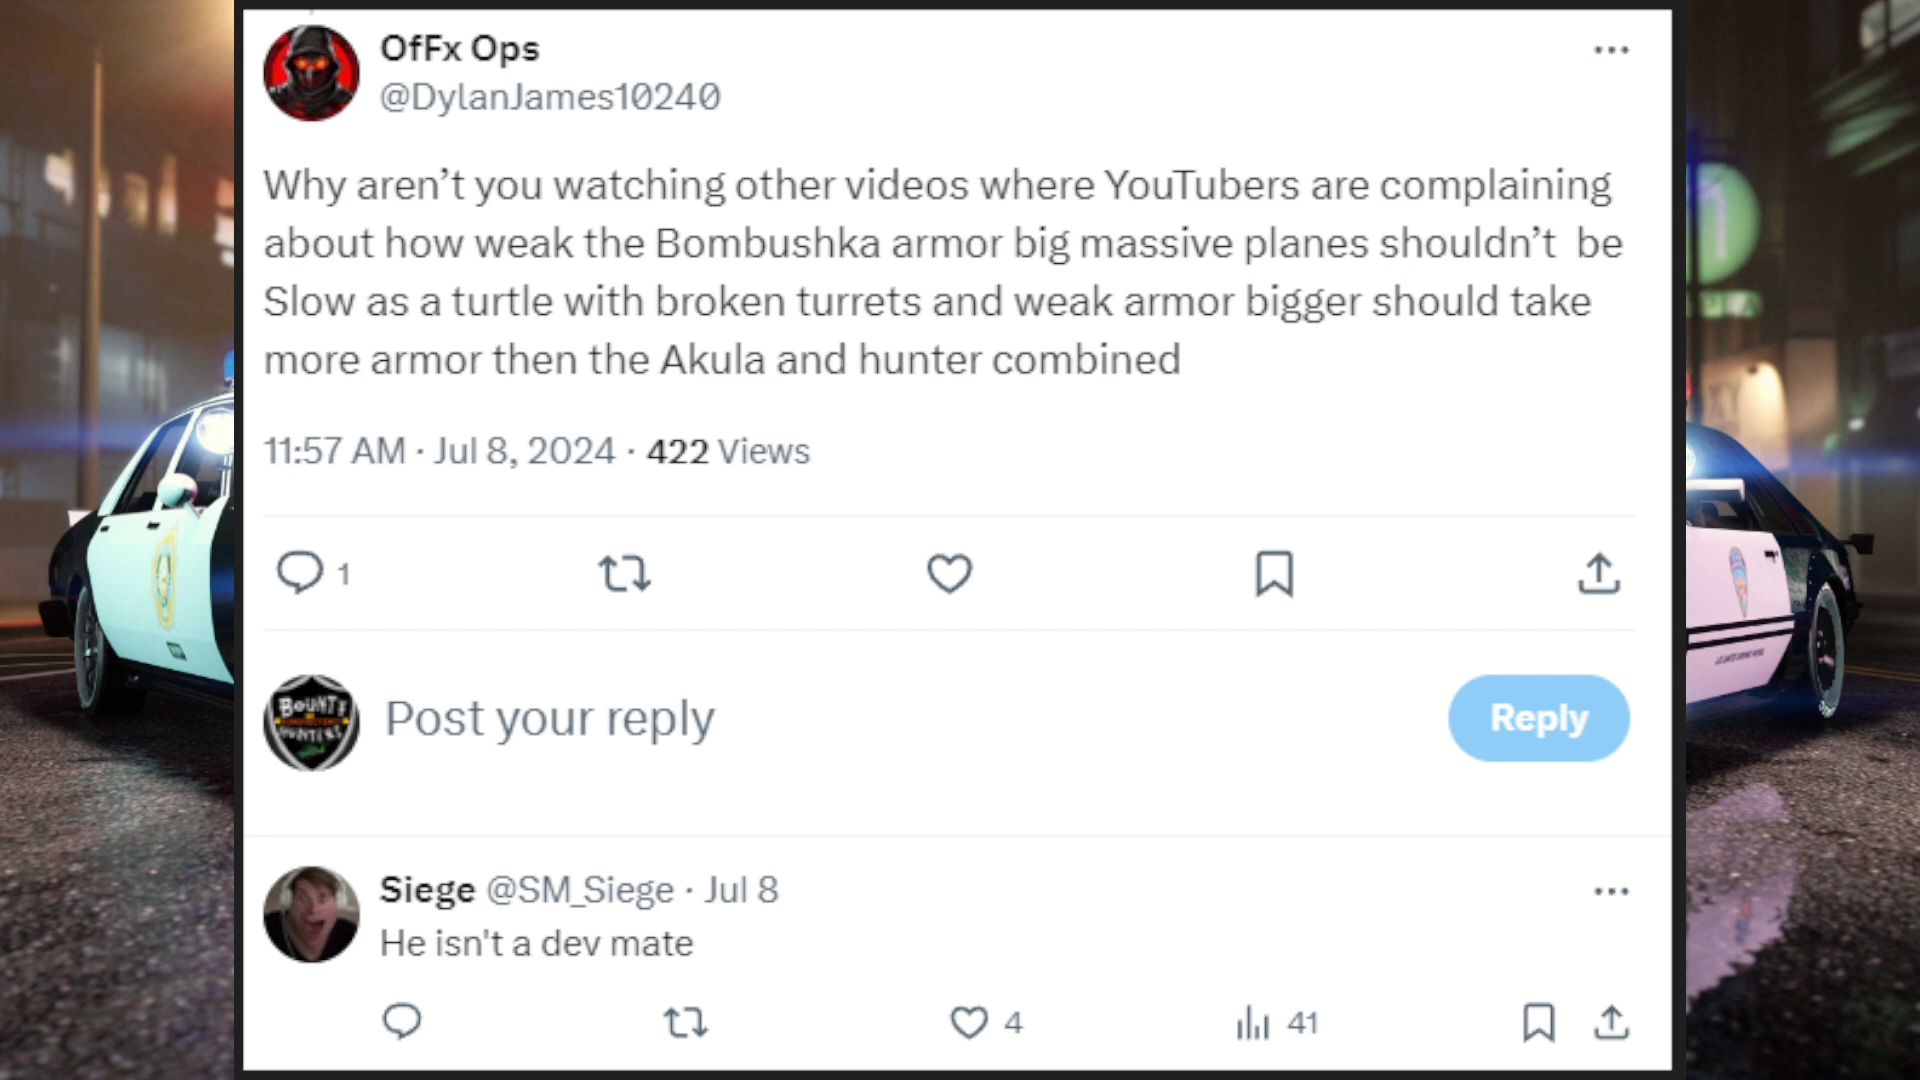 OfFx Ops
@DylanJames10240
Why aren’t you watching other videos where YouTubers are complaining
about how weak the Bombushka armor big massive planes shouldn’t  be
Slow as a turtle with broken turrets and weak armor bigger should take
more armor then the Akula and hunter combined
11:57 AM · Jul 8, 2024 · 422 Views
1
BOUNTY
HUNTERS
Post your reply
Reply
Siege @SM_Siege · Jul 8
He isn't a dev mate
4
41